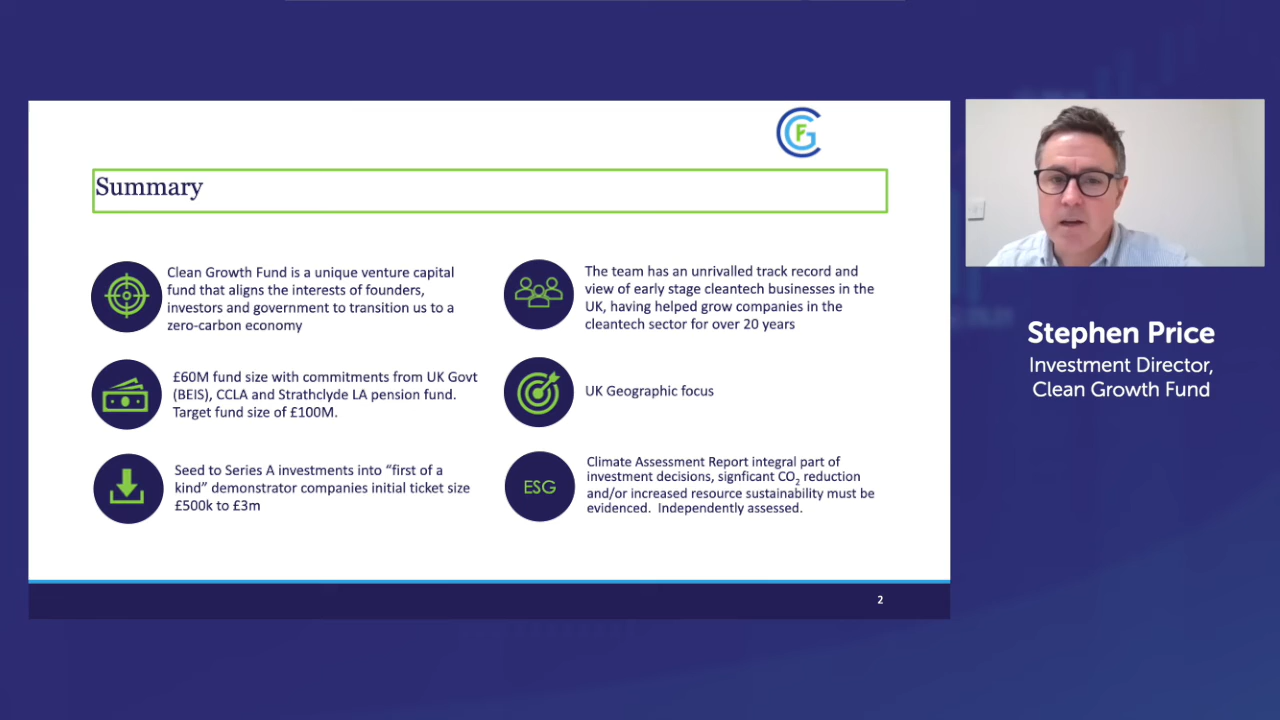 CGF
Summary
Clean Growth Fund is a unique venture capital
fund that aligns the interests of founders,
investors and government to transition us to a
zero-carbon economy
£60M fund size with commitments from UK Govt
(BEIS), CCLA and Strathclyde LA pension fund.
Target fund size of £100M.
Seed to Series A investments into “first of a
kind” demonstrator companies initial ticket size
£500k to £3m
The team has an unrivalled track record and
view of early stage cleantech businesses in the
UK, having helped grow companies in the
cleantech sector for over 20 years
UK Geographic focus
ESG
Climate Assessment Report integral part of
investment decisions, signficant CO₂ reduction
and/or increased resource sustainability must be
evidenced. Independently assessed.
2
Stephen Price
Investment Director,
Clean Growth Fund